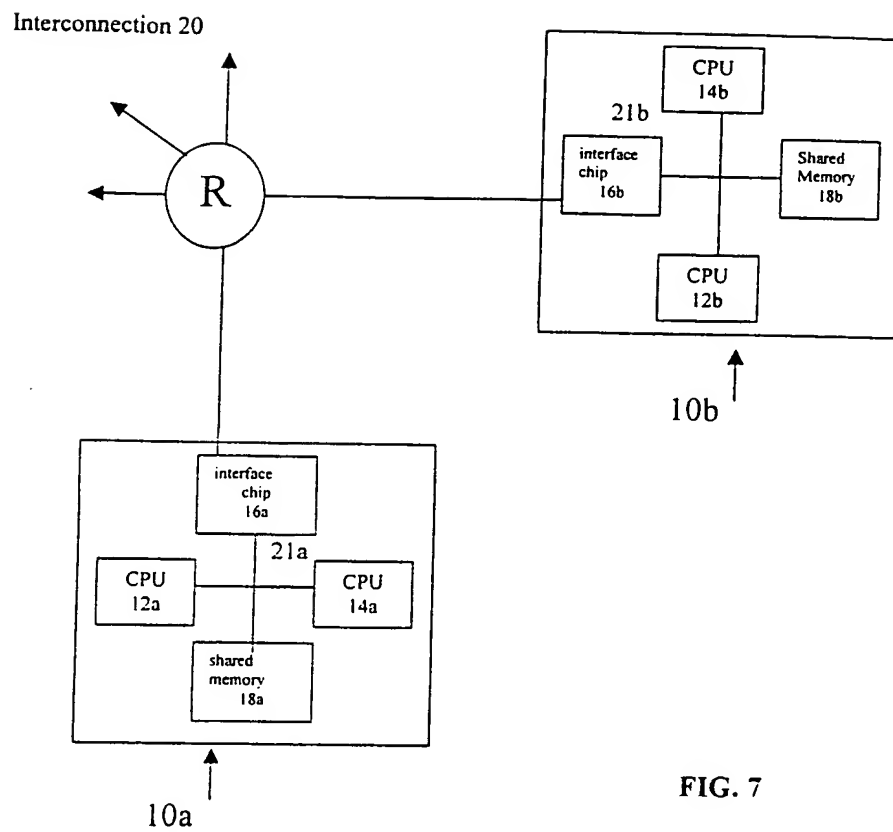 Interconnection 20
R
CPU
14b
21b
interface
chip
16b
Shared
Memory
18b
CPU
12b
10b
interface
chip
16a
21a
CPU
12a
CPU
14a
shared
memory
18a
10a
FIG. 7